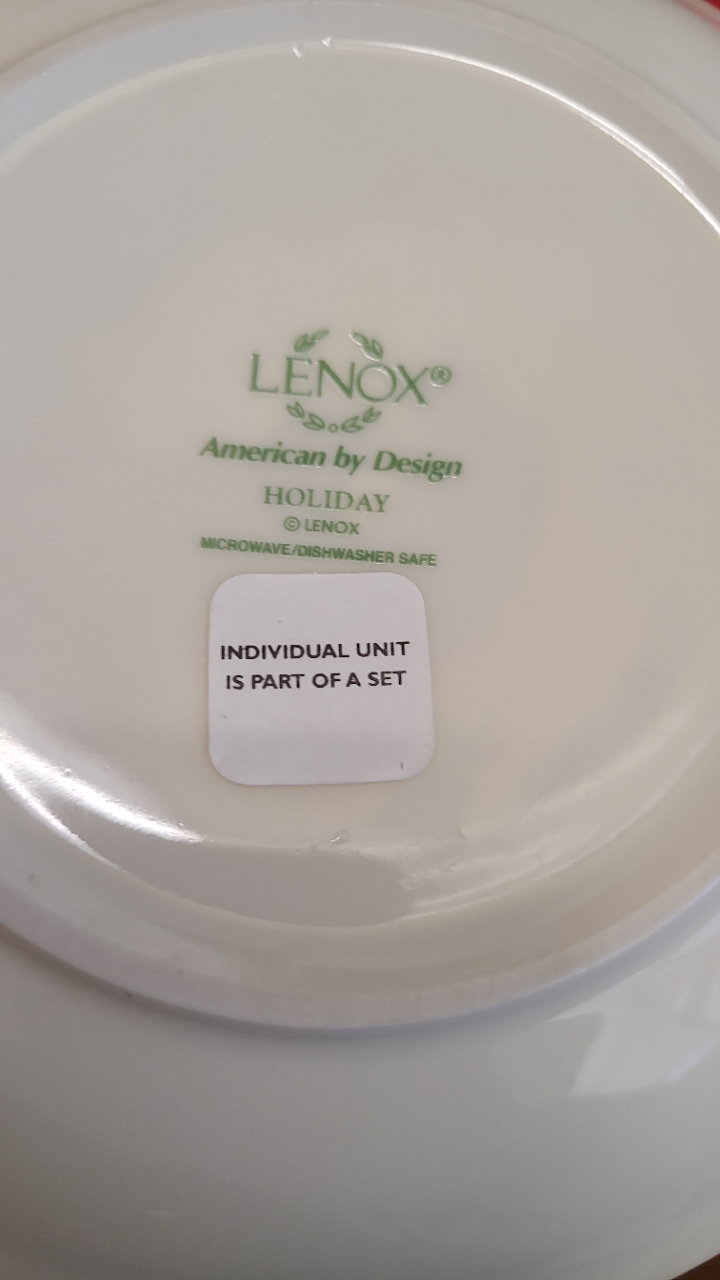 LENOX®
American by Design
HOLIDAY
© LENOX
MICROWAVE/DISHWASHER SAFE
INDIVIDUAL UNIT
IS PART OF A SET